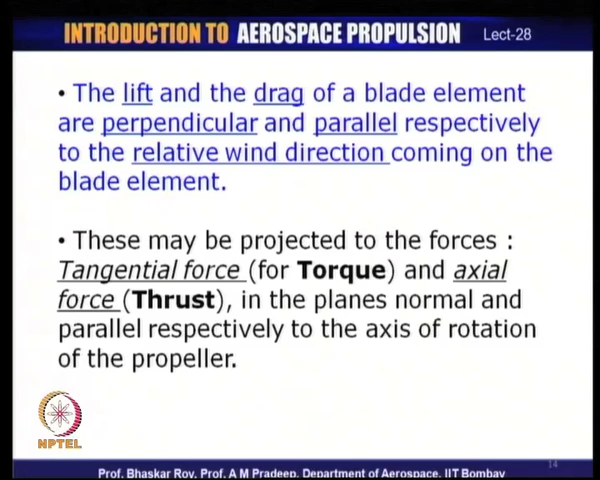 INTRODUCTION TO AEROSPACE PROPULSION Lect-28
• The lift and the drag of a blade element
are perpendicular and parallel respectively
to the relative wind direction coming on the
blade element.
• These may be projected to the forces :
Tangential force (for Torque) and axial
force (Thrust), in the planes normal and
parallel respectively to the axis of rotation
of the propeller.
NPTEL
14
Prof. Bhaskar Roy, Prof. A M Pradeep, Department of Aerospace, IIT Bombay